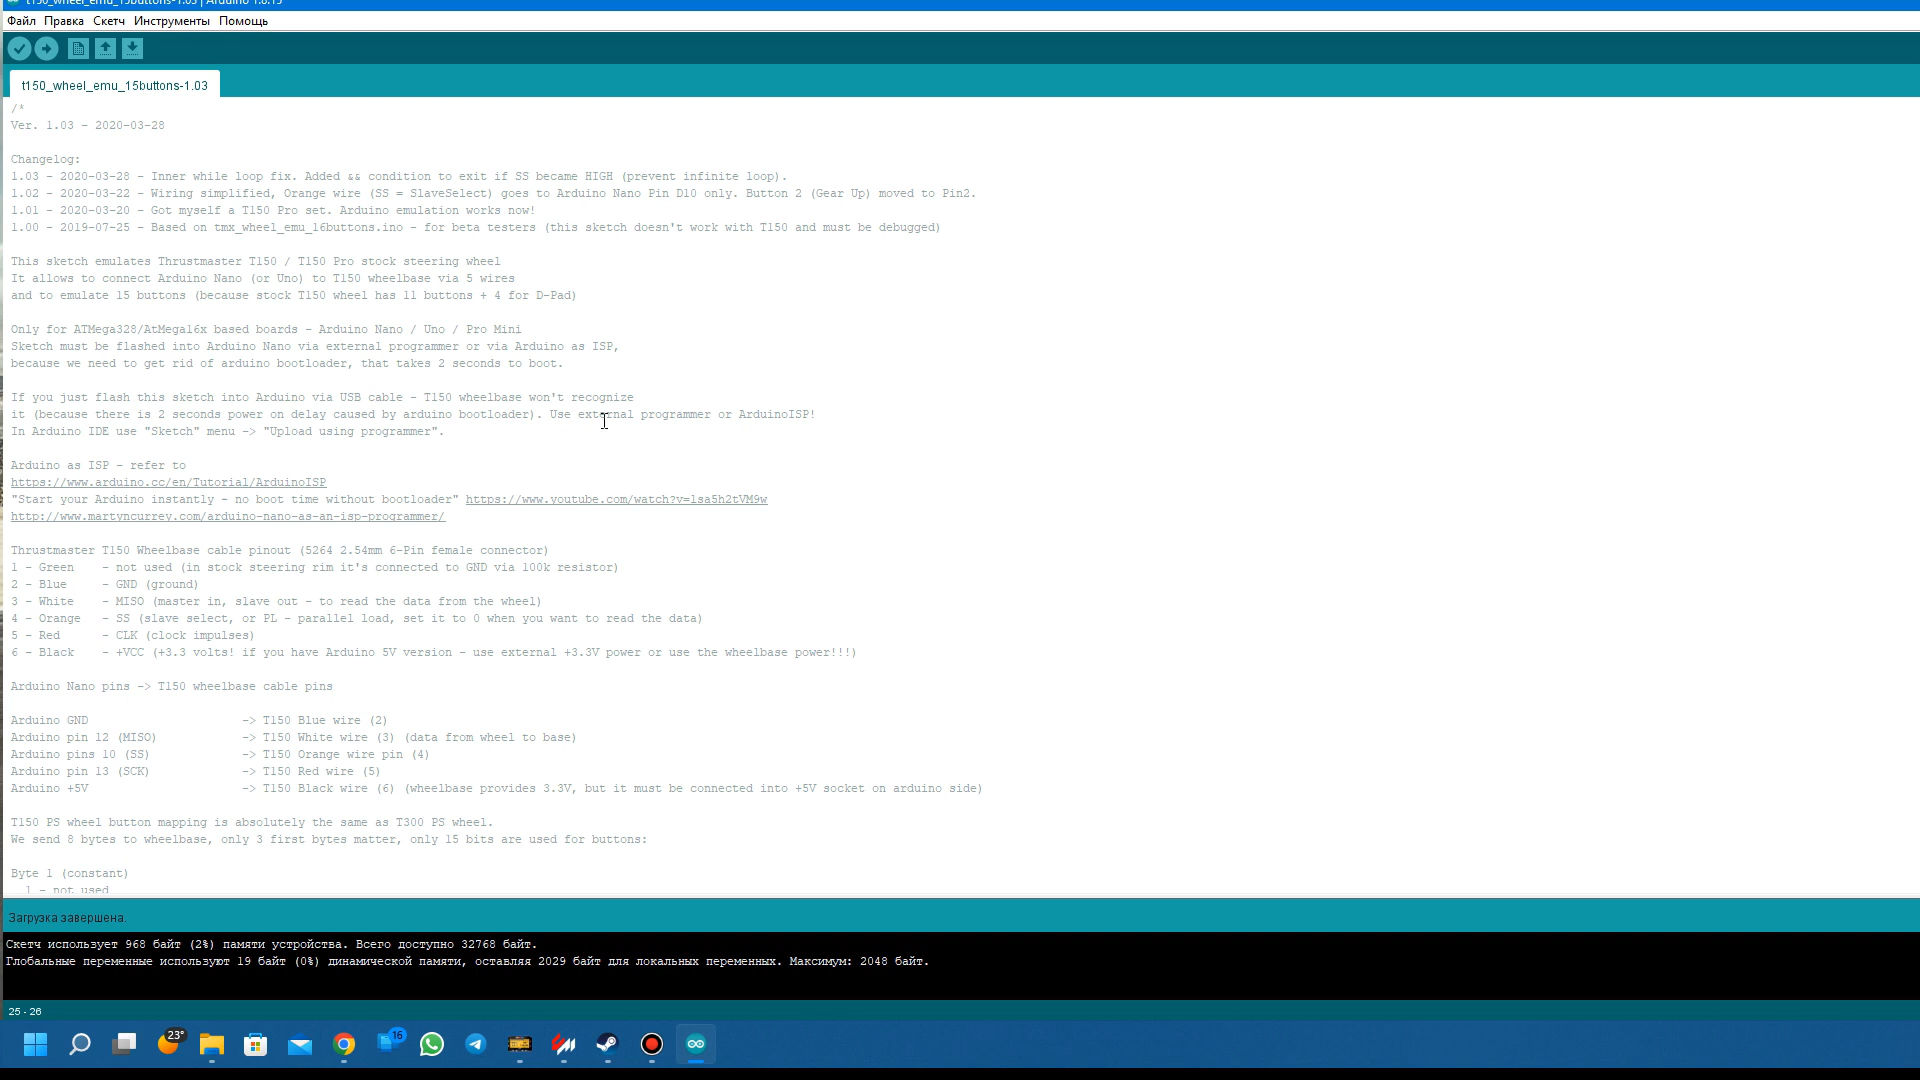 t150_wheel_emu_15buttons-1.03 | Arduino 1.8.15
Файл Правка Скетч Инструменты Помощь
t150_wheel_emu_15buttons-1.03
/*
Ver. 1.03 - 2020-03-28
Changelog:
1.03 - 2020-03-28 - Inner while loop fix. Added && condition to exit if SS became HIGH (prevent infinite loop).
1.02 - 2020-03-22 - Wiring simplified, Orange wire (SS = SlaveSelect) goes to Arduino Nano Pin D10 only. Button 2 (Gear Up) moved to Pin2.
1.01 - 2020-03-20 - Got myself a T150 Pro set. Arduino emulation works now!
1.00 - 2019-07-25 - Based on tmx_wheel_emu_16buttons.ino - for beta testers (this sketch doesn't work with T150 and must be debugged)
This sketch emulates Thrustmaster T150 / T150 Pro stock steering wheel
It allows to connect Arduino Nano (or Uno) to T150 wheelbase via 5 wires
and to emulate 15 buttons (because stock T150 wheel has 11 buttons + 4 for D-Pad)
Only for ATMega328/AtMega16x based boards - Arduino Nano / Uno / Pro Mini
Sketch must be flashed into Arduino Nano via external programmer or via Arduino as ISP,
because we need to get rid of arduino bootloader, that takes 2 seconds to boot.
If you just flash this sketch into Arduino via USB cable - T150 wheelbase won't recognize
it (because there is 2 seconds power on delay caused by arduino bootloader). Use external programmer or ArduinoISP!
In Arduino IDE use "Sketch" menu -> "Upload using programmer".
Arduino as ISP - refer to
https://www.arduino.cc/en/Tutorial/ArduinoISP
"Start your Arduino instantly - no boot time without bootloader" https://www.youtube.com/watch?v=lsa5h2tVM9w
http://www.martyncurrey.com/arduino-nano-as-an-isp-programmer/
Thrustmaster T150 Wheelbase cable pinout (5264 2.54mm 6-Pin female connector)
1 - Green - not used (in stock steering rim it's connected to GND via 100k resistor)
2 - Blue - GND (ground)
3 - White - MISO (master in, slave out - to read the data from the wheel)
4 - Orange - SS (slave select, or PL - parallel load, set it to 0 when you want to read the data)
5 - Red - CLK (clock impulses)
6 - Black - +VCC (+3.3 volts! if you have Arduino 5V version - use external +3.3V power or use the wheelbase power!!!)
Arduino Nano pins -> T150 wheelbase cable pins
Arduino GND -> T150 Blue wire (2)
Arduino pin 12 (MISO) -> T150 White wire (3) (data from wheel to base)
Arduino pins 10 (SS) -> T150 Orange wire pin (4)
Arduino pin 13 (SCK) -> T150 Red wire (5)
Arduino +5V -> T150 Black wire (6) (wheelbase provides 3.3V, but it must be connected into +5V socket on arduino side)
T150 PS wheel button mapping is absolutely the same as T300 PS wheel.
We send 8 bytes to wheelbase, only 3 first bytes matter, only 15 bits are used for buttons:
Byte 1 (constant)
1 - not used
Загрузка завершена.
Скетч использует 968 байт (2%) памяти устройства. Всего доступно 32768 байт.
Глобальные переменные используют 19 байт (0%) динамической памяти, оставляя 2029 байт для локальных переменных. Максимум: 2048 байт.
25 - 26
23° 16